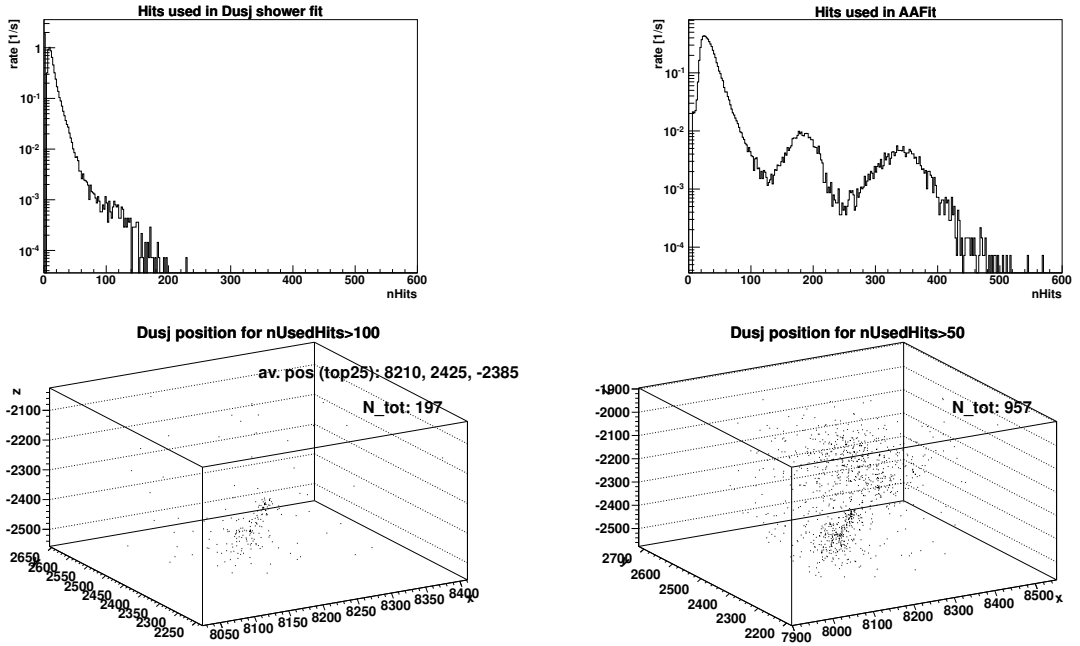 Hits used in Dusj shower fit
rate [1/s]
1
10^-1
10^-2
10^-3
10^-4
0 100 200 300 400 500 600
nHits
Hits used in AAFit
rate [1/s]
10^-1
10^-2
10^-3
10^-4
0 100 200 300 400 500 600
nHits
Dusj position for nUsedHits>100
av. pos (top25): 8210, 2425, -2385
N_tot: 197
z
-2100
-2200
-2300
-2400
-2500
2650
2600
2550
2500
2450
2400
2350
2300
2250
8050 8100 8150 8200 8250 8300 8350 8400
x
Dusj position for nUsedHits>50
N_tot: 957
-1900
-2000
-2100
-2200
-2300
-2400
-2500
2700
2600
2500
2400
2300
2200
7900 8000 8100 8200 8300 8400 8500
x